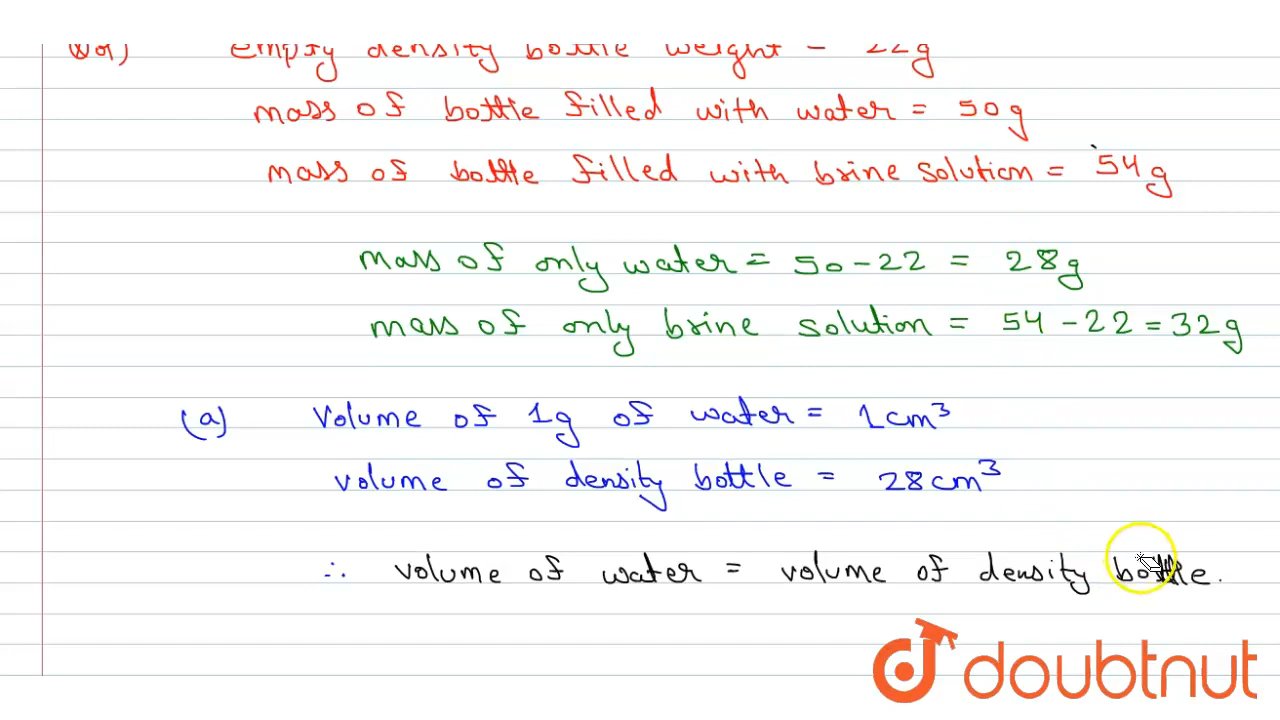 empty density bottle weight = 22g
mass of bottle filled with water = 50g
mass of bottle filled with brine solution = 54g
mass of only water = 50-22 = 28g
mass of only brine solution = 54-22=32g
(a) Volume of 1g of water = 1cm³
volume of density bottle = 28cm³
∴ volume of water = volume of density bottle.
doubtnut